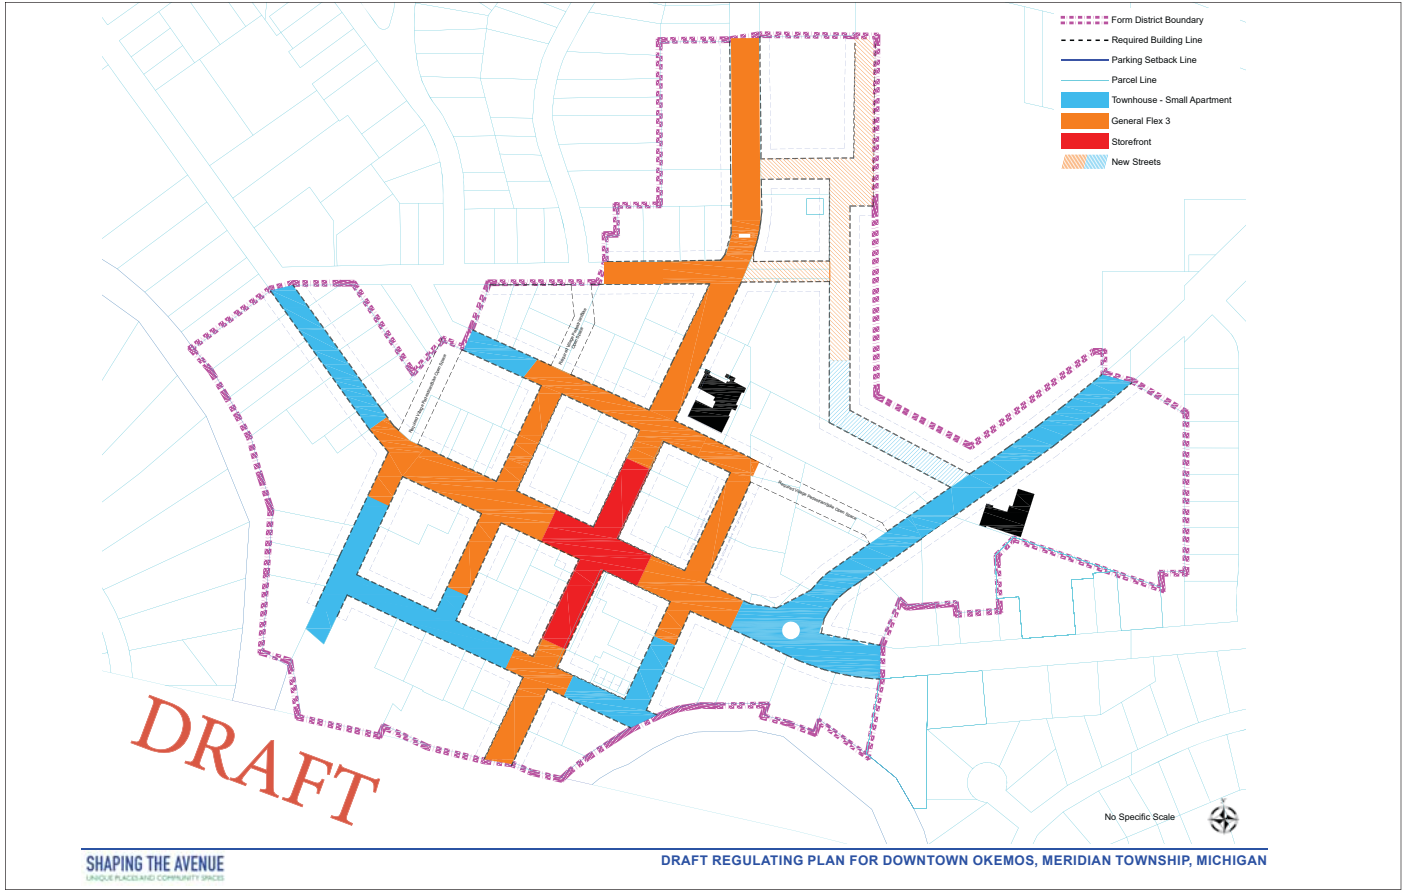 Form District Boundary
Required Building Line
Parking Setback Line
Parcel Line
Townhouse - Small Apartment
General Flex 3
Storefront
New Streets
DRAFT
No Specific Scale
SHAPING THE AVENUE
UNIQUE PLACES AND COMMUNITY SPACES
DRAFT REGULATING PLAN FOR DOWNTOWN OKEMOS, MERIDIAN TOWNSHIP, MICHIGAN